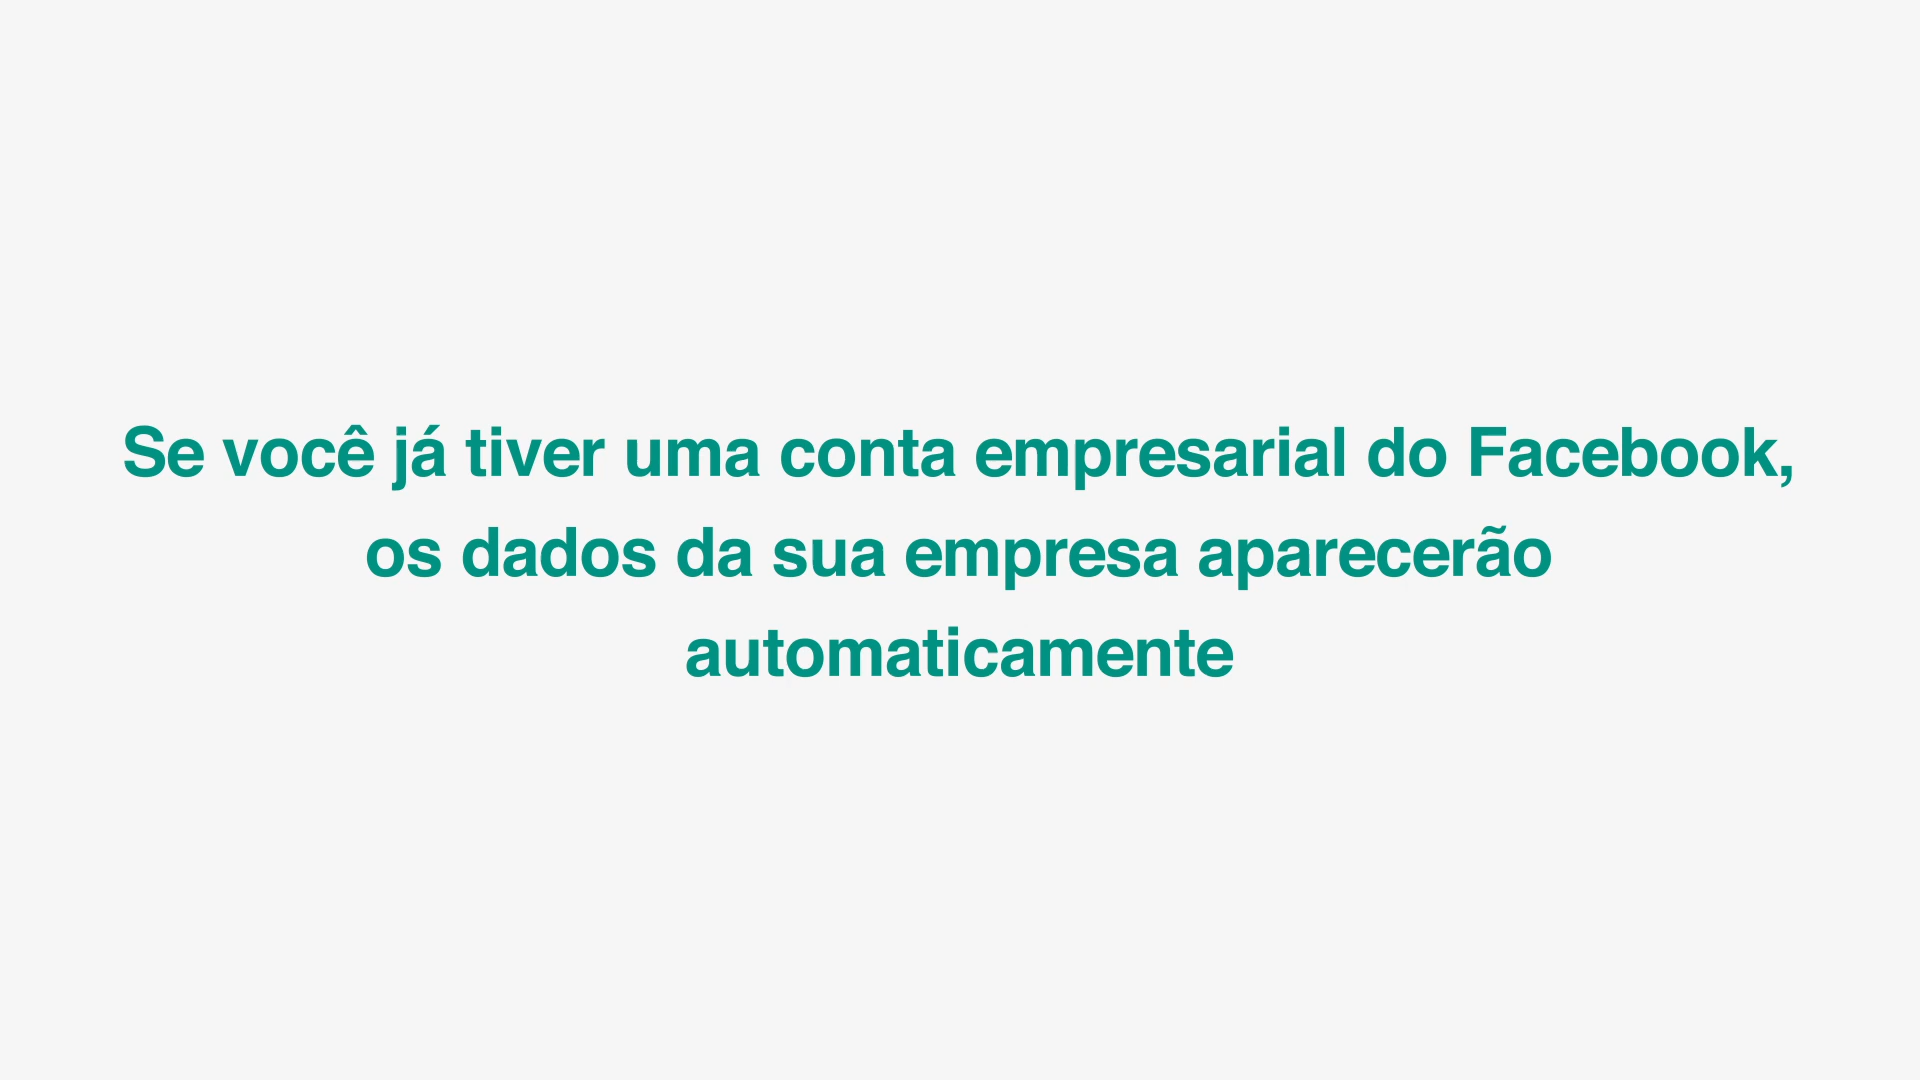 Se você já tiver uma conta empresarial do Facebook,
os dados da sua empresa aparecerão
automaticamente